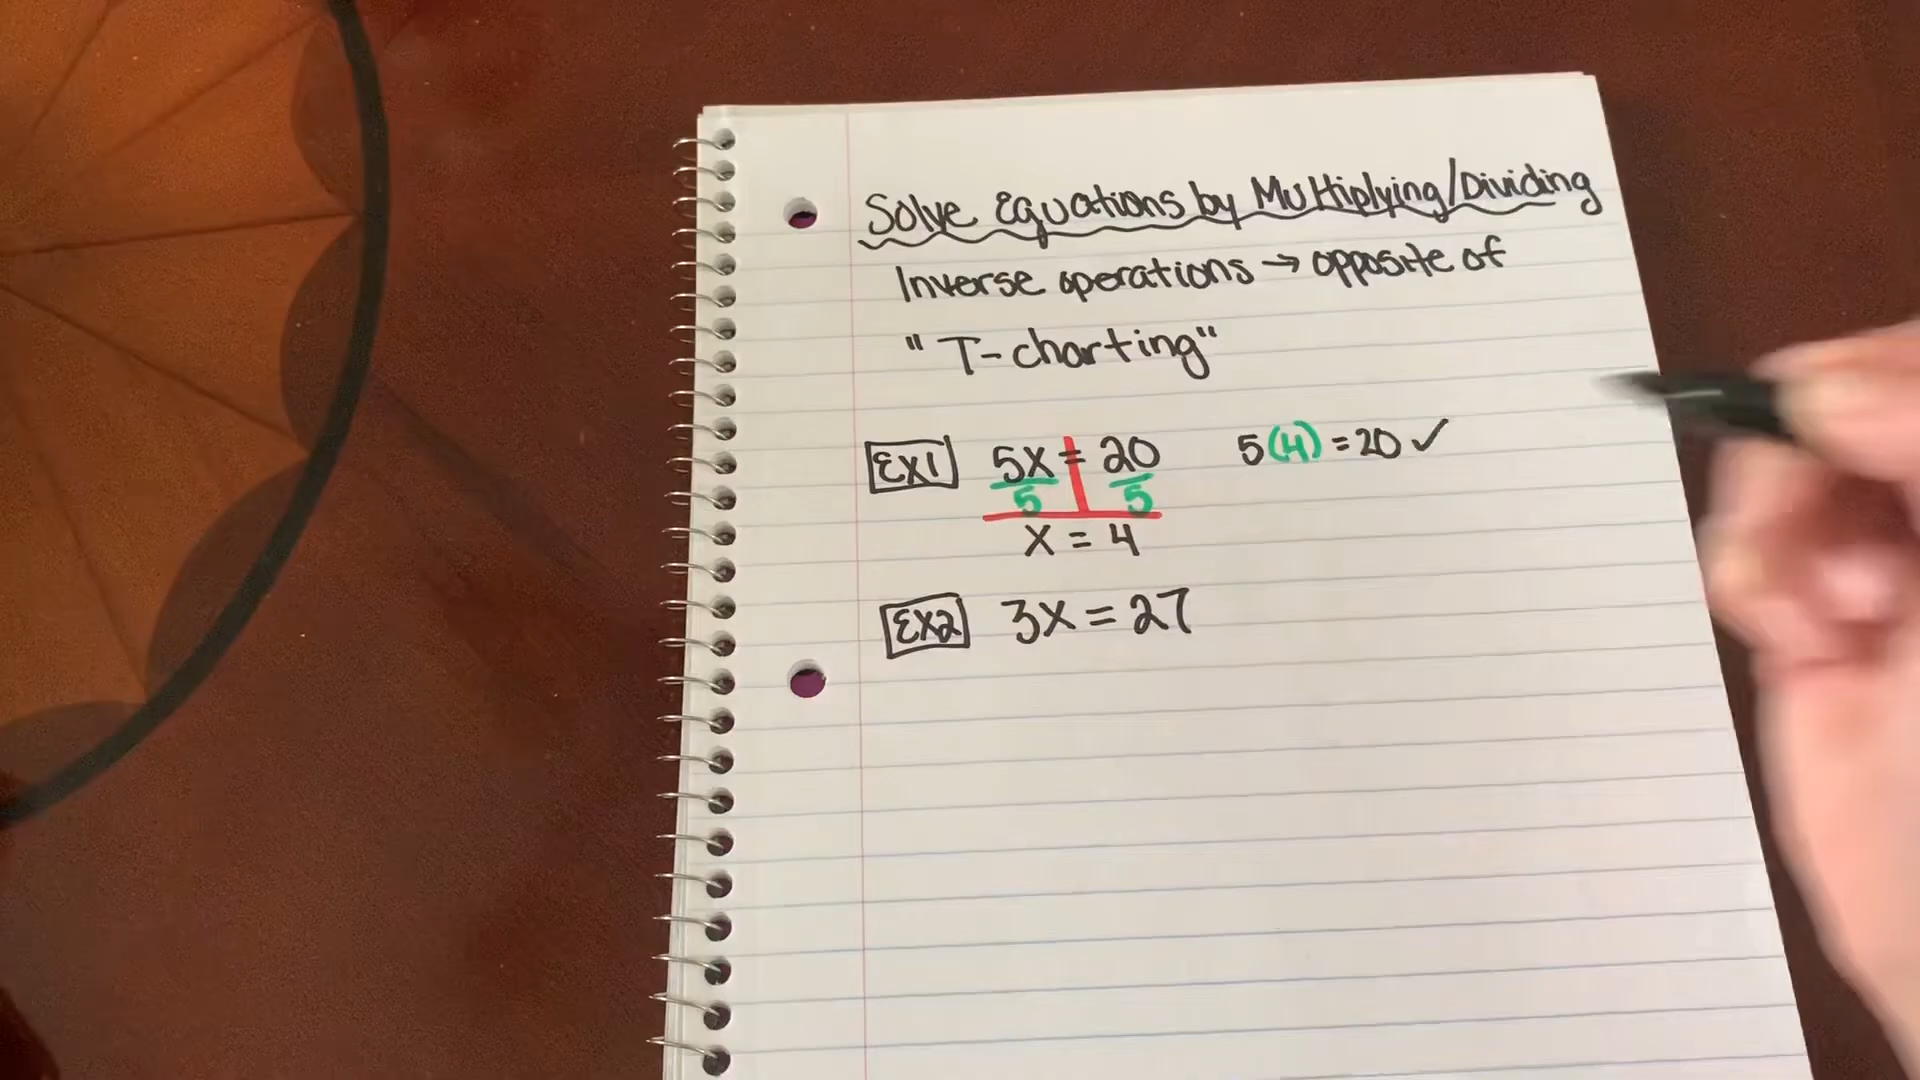 Solve Equations by Multiplying/Dividing
Inverse operations → opposite of
"T-charting"
EX1 5x = 20 5(4) = 20 ✓
5 5
x = 4
EX2 3x = 27